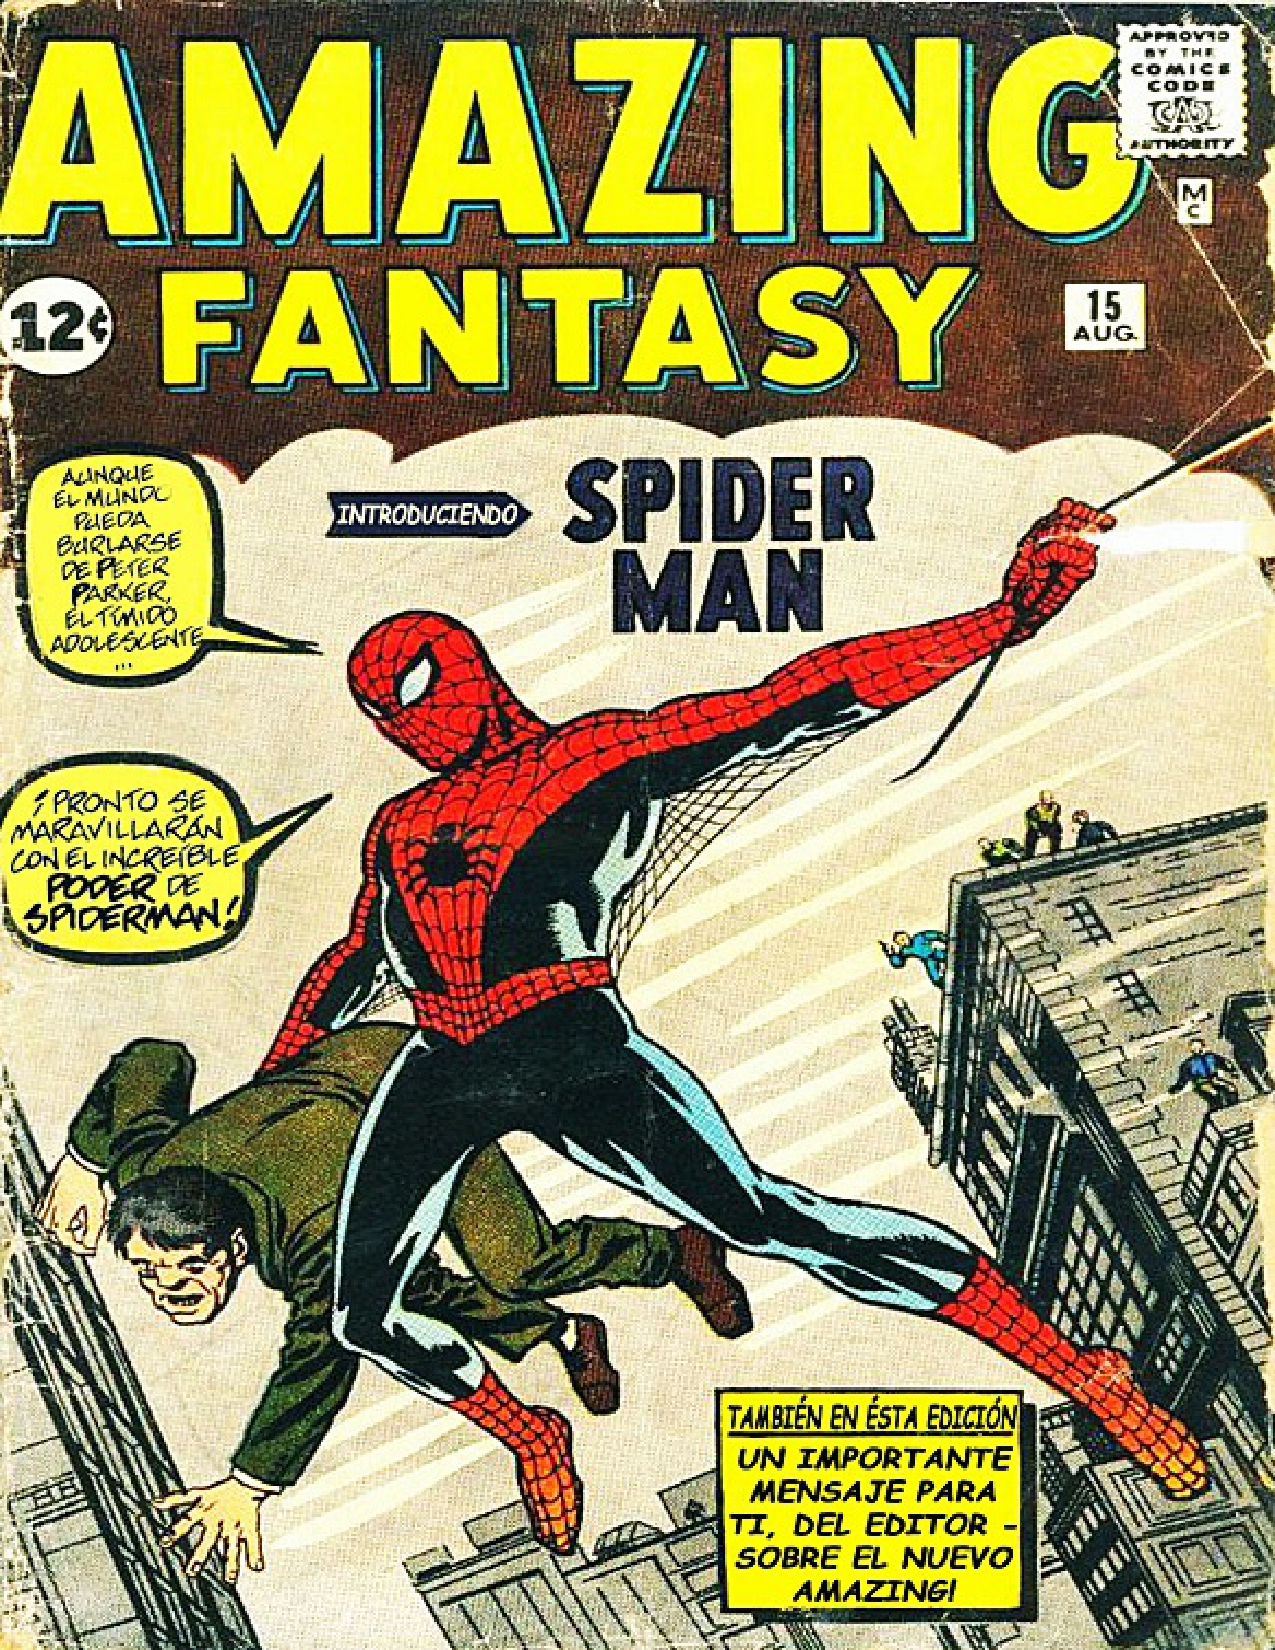 AMAZING
FANTASY
APPROVED
BY THE
COMICS
CODE
CAA
AUTHORITY
M
C
12¢
15
AUG.
INTRODUCIENDO
SPIDER
MAN
AUNQUE
EL MUNDO
PUEDA
BURLARSE
DE PETER
PARKER,
EL TÍMIDO
ADOLESCENTE
...
¡PRONTO SE
MARAVILLARÁN
CON EL INCREÍBLE
PODER DE
SPIDERMAN!
TAMBIÉN EN ÉSTA EDICIÓN
UN IMPORTANTE
MENSAJE PARA
TI, DEL EDITOR -
SOBRE EL NUEVO
AMAZING!